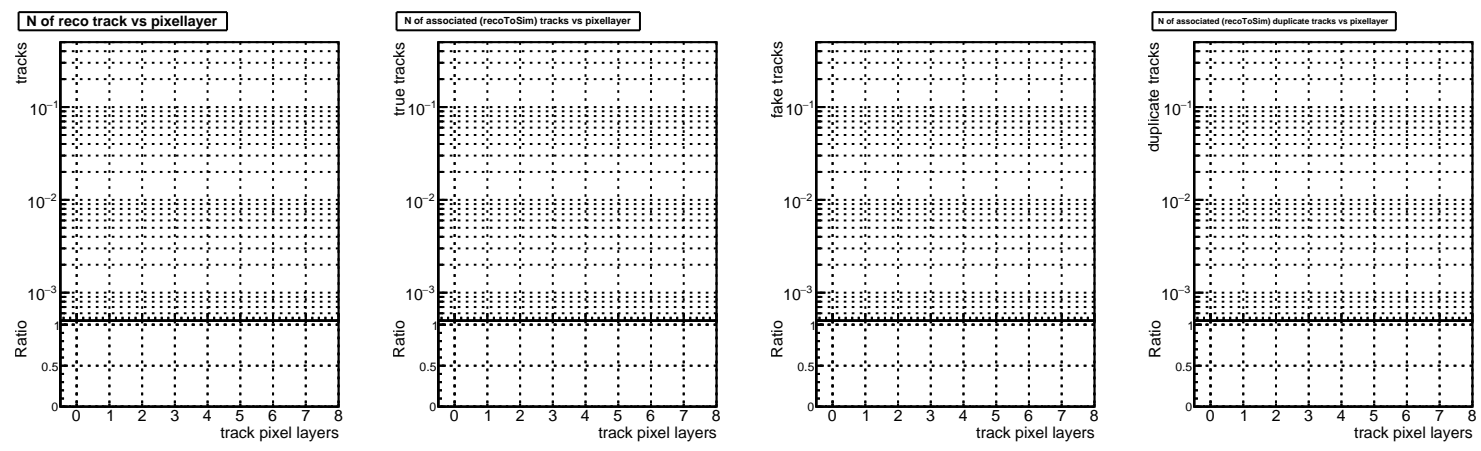 N of reco track vs pixellayer
tracks
10⁻¹
10⁻²
10⁻³
Ratio
1
0.5
0
0 1 2 3 4 5 6 7 8
track pixel layers
N of associated (recoToSim) tracks vs pixellayer
true tracks
10⁻¹
10⁻²
10⁻³
Ratio
1
0.5
0
0 1 2 3 4 5 6 7 8
track pixel layers
fake tracks
10⁻¹
10⁻²
10⁻³
Ratio
1
0.5
0
0 1 2 3 4 5 6 7 8
track pixel layers
N of associated (recoToSim) duplicate tracks vs pixellayer
duplicate tracks
10⁻¹
10⁻²
10⁻³
Ratio
1
0.5
0
0 1 2 3 4 5 6 7 8
track pixel layers